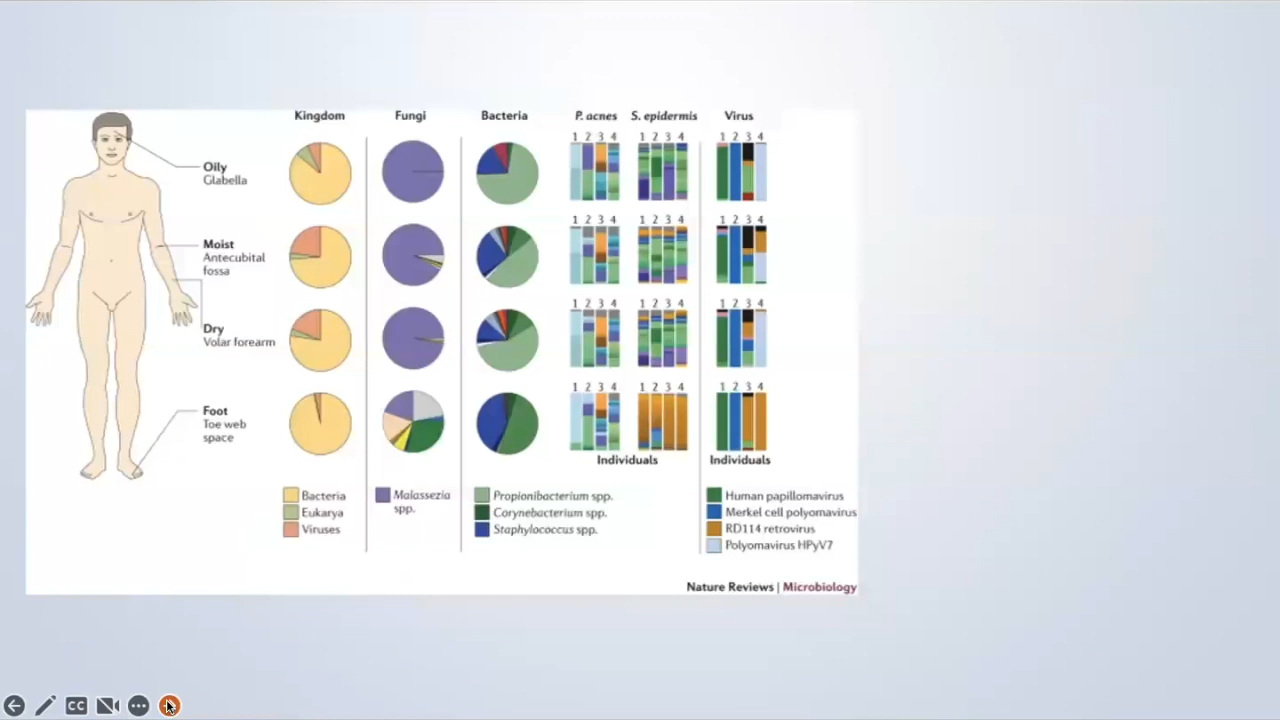 Kingdom Fungi Bacteria P. acnes S. epidermis Virus
1 2 3 4 1 2 3 4 1 2 3 4
Oily
Glabella
1 2 3 4 1 2 3 4 1 2 3 4
Moist
Antecubital
fossa
1 2 3 4 1 2 3 4 1 2 3 4
Dry
Volar forearm
1 2 3 4 1 2 3 4 1 2 3 4
Foot
Toe web
space
Individuals Individuals
Bacteria
Eukarya
Viruses
Malassezia
spp.
Propionibacterium spp.
Corynebacterium spp.
Staphylococcus spp.
Human papillomavirus
Merkel cell polyomavirus
RD114 retrovirus
Polyomavirus HPyV7
Nature Reviews | Microbiology
CC